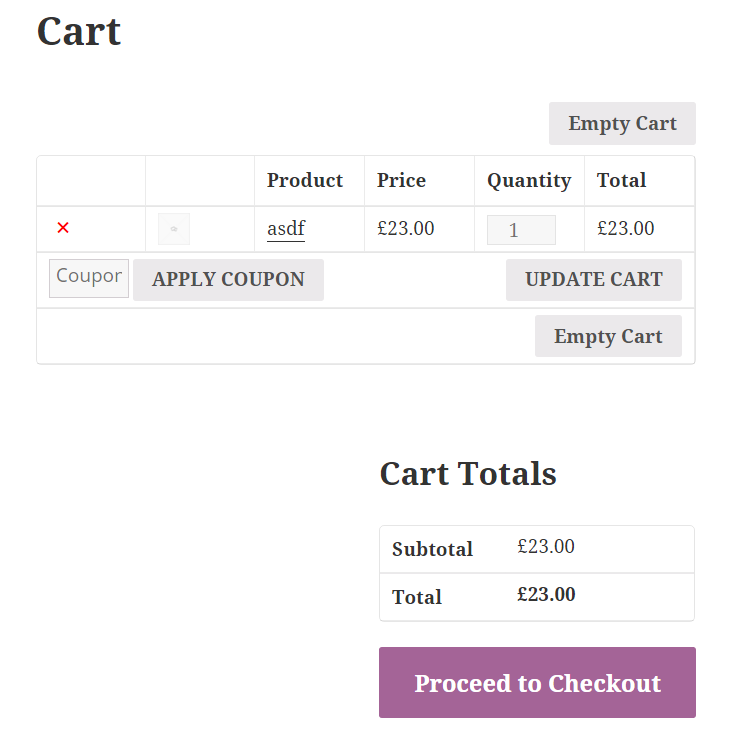 Cart
Empty Cart
Product Price Quantity Total
× asdf £23.00 1 £23.00
Coupon APPLY COUPON UPDATE CART
Empty Cart
Cart Totals
Subtotal £23.00
Total £23.00
Proceed to Checkout